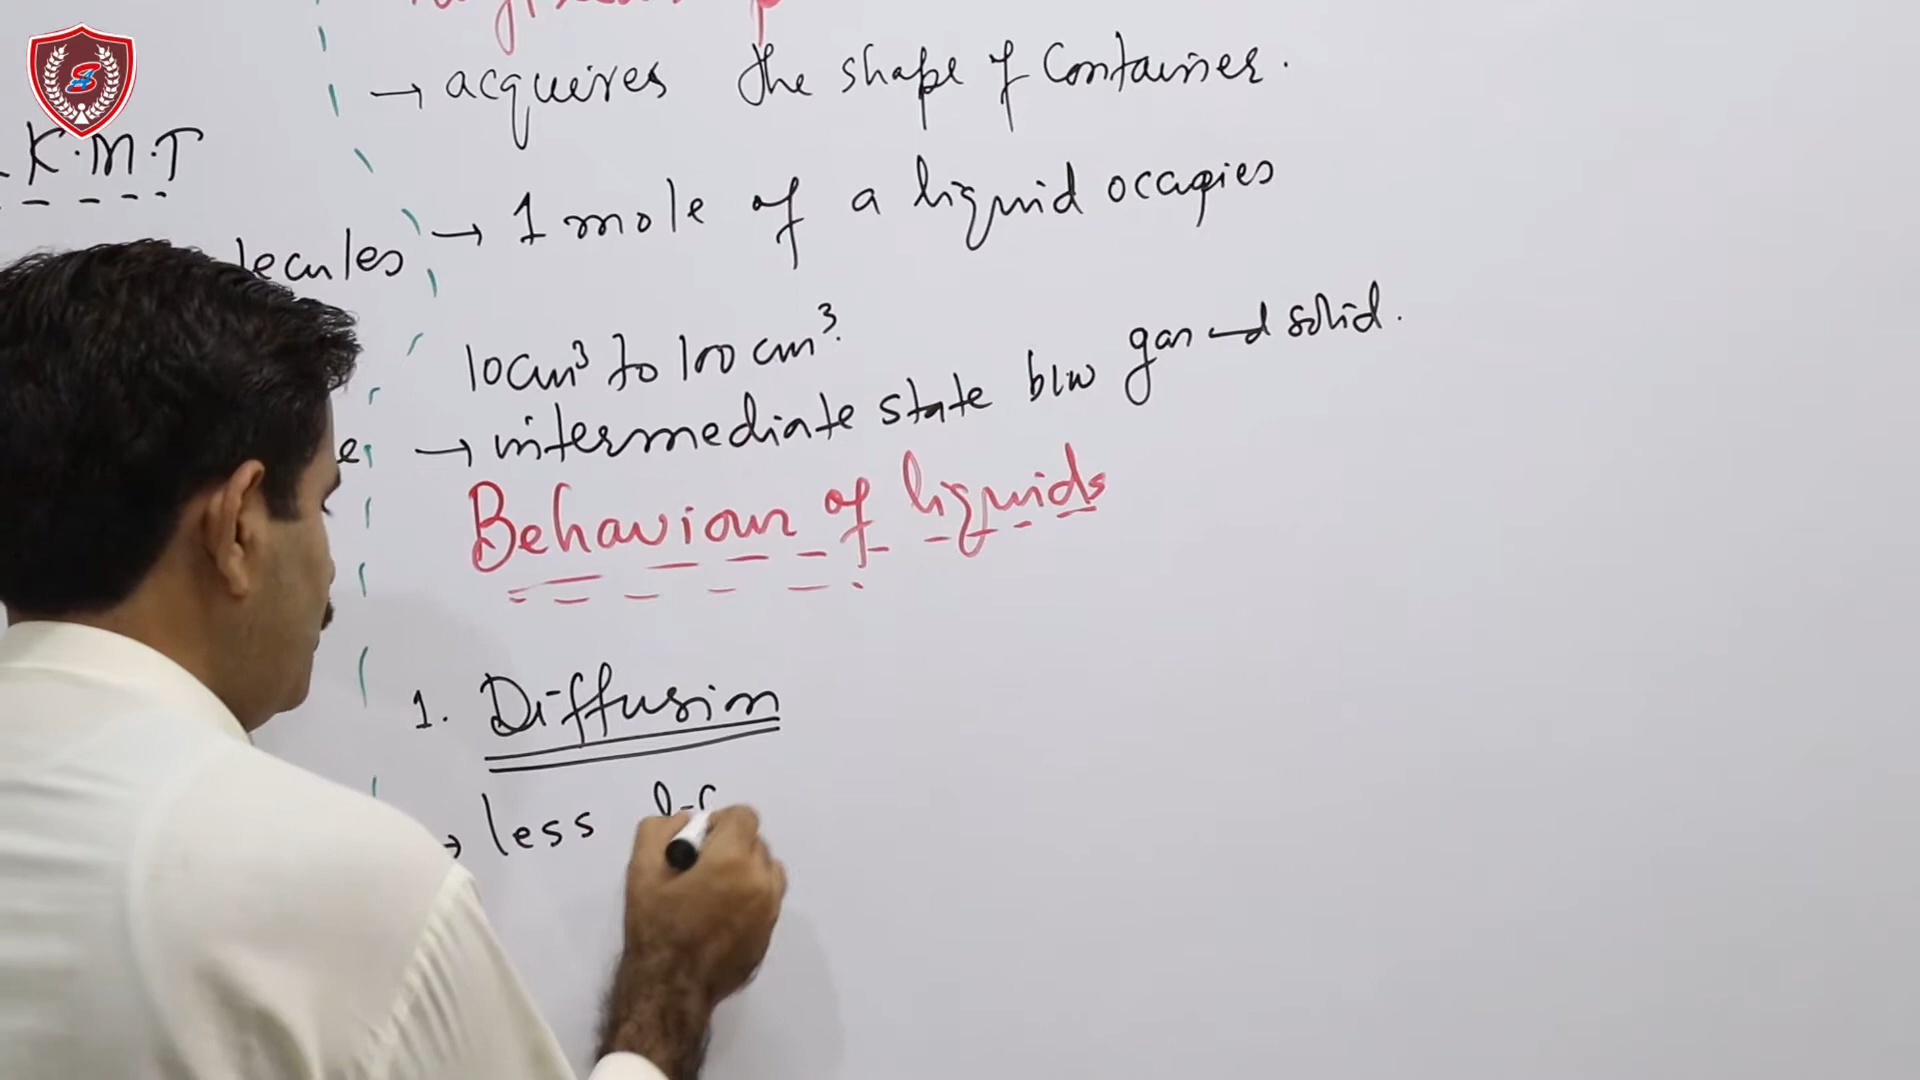 → acquires the shape of Container.
K.M.T
→ 1 mole of a liquid occupies
10cm³ to 100 cm³.
→ intermediate state b/w gas and solid.
Behaviour of liquids
1. Diffusion
→ less